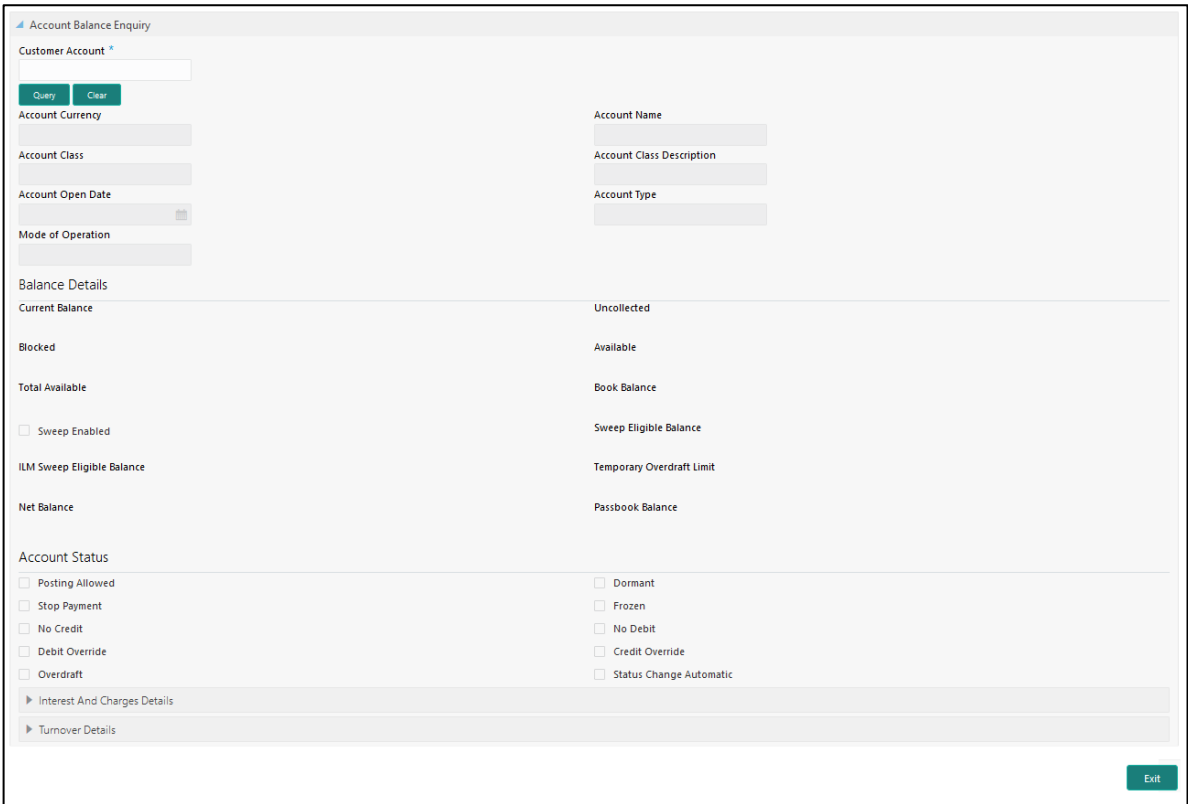 Account Balance Enquiry
Customer Account *
Query Clear
Account Currency Account Name
Account Class Account Class Description
Account Open Date Account Type
Mode of Operation
Balance Details
Current Balance Uncollected
Blocked Available
Total Available Book Balance
Sweep Enabled Sweep Eligible Balance
ILM Sweep Eligible Balance Temporary Overdraft Limit
Net Balance Passbook Balance
Account Status
Posting Allowed Dormant
Stop Payment Frozen
No Credit No Debit
Debit Override Credit Override
Overdraft Status Change Automatic
Interest And Charges Details
Turnover Details
Exit